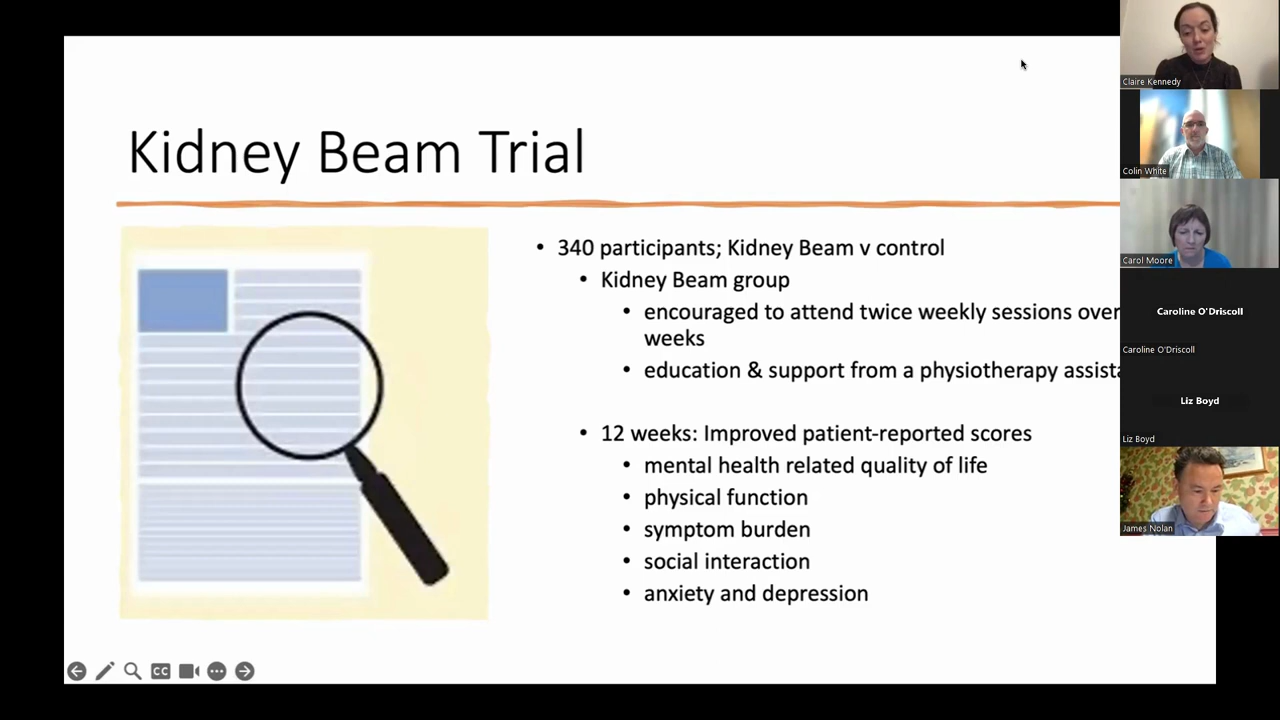 Kidney Beam Trial
• 340 participants; Kidney Beam v control
• Kidney Beam group
• encouraged to attend twice weekly sessions over
weeks
• education & support from a physiotherapy
• 12 weeks: Improved patient-reported scores
• mental health related quality of life
• physical function
• symptom burden
• social interaction
• anxiety and depression
CC
Claire Kennedy
Colin White
Carol Moore
Caroline O'Driscoll
Caroline O'Driscoll
Liz Boyd
Liz Boyd
James Nolan